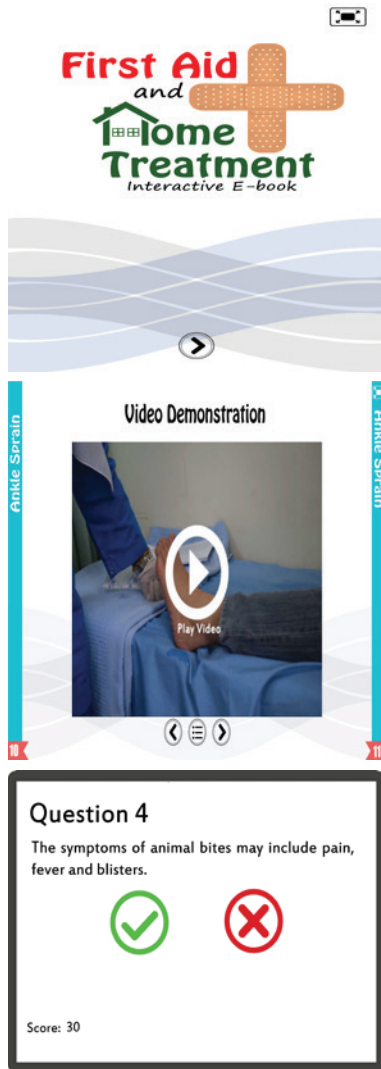 First Aid
and
Home
Treatment
Interactive E-book
Ankle Sprain
Video Demonstration
Ankle Sprain
Play Video
10
11
Question 4
The symptoms of animal bites may include pain,
fever and blisters.
Score: 30